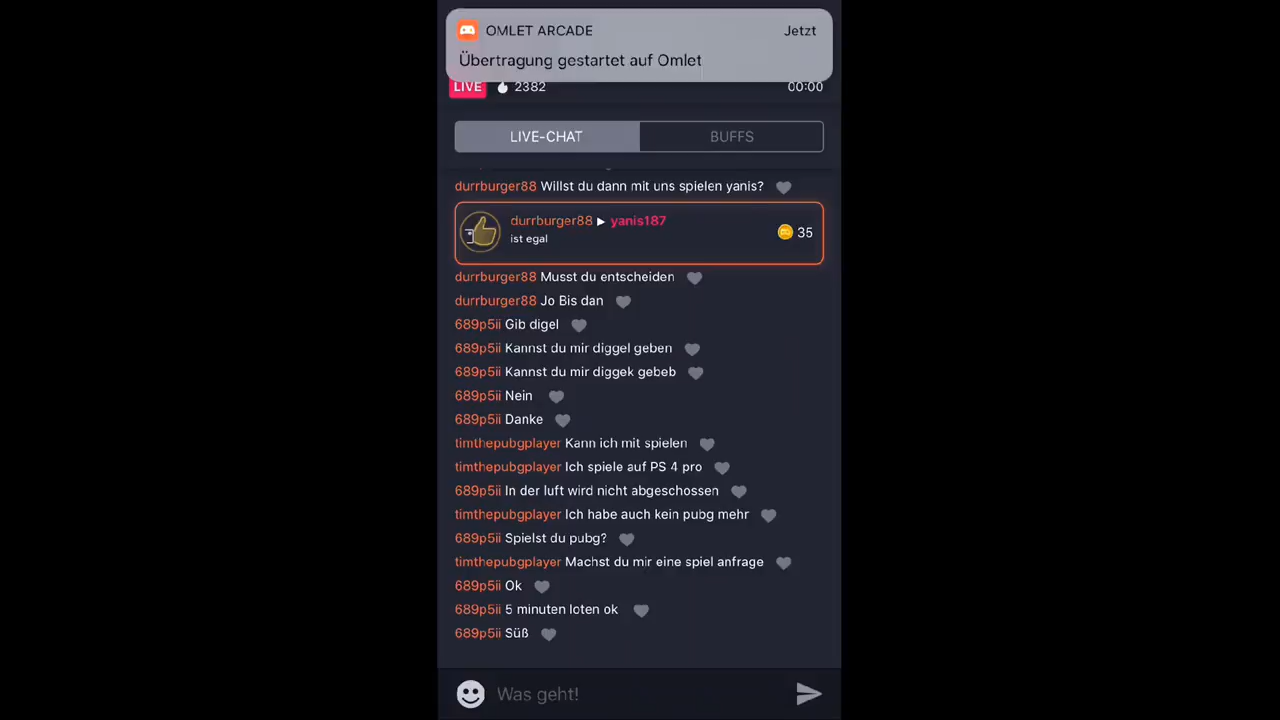 OMLET ARCADE Jetzt
Übertragung gestartet auf Omlet
LIVE 2382 00:00
LIVE-CHAT BUFFS
durrburger88 Willst du dann mit uns spielen yanis?
durrburger88 ▶ yanis187
ist egal
35
durrburger88 Musst du entscheiden
durrburger88 Jo Bis dan
689p5ii Gib digel
689p5ii Kannst du mir diggel geben
689p5ii Kannst du mir diggek gebeb
689p5ii Nein
689p5ii Danke
timthepubgplayer Kann ich mit spielen
timthepubgplayer Ich spiele auf PS 4 pro
689p5ii In der luft wird nicht abgeschossen
timthepubgplayer Ich habe auch kein pubg mehr
689p5ii Spielst du pubg?
timthepubgplayer Machst du mir eine spiel anfrage
689p5ii Ok
689p5ii 5 minuten loten ok
689p5ii Süß
Was geht!